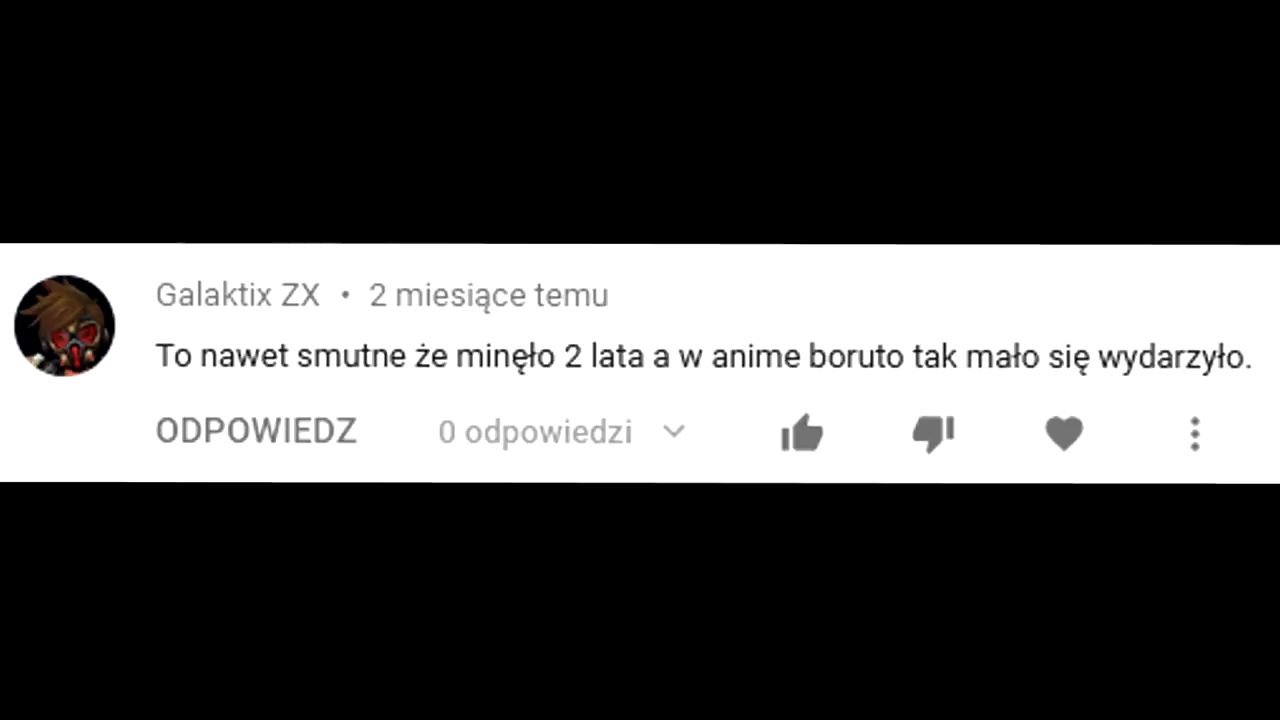 Galaktix ZX • 2 miesiące temu
To nawet smutne że minęło 2 lata a w anime boruto tak mało się wydarzyło.
ODPOWIEDZ 0 odpowiedzi